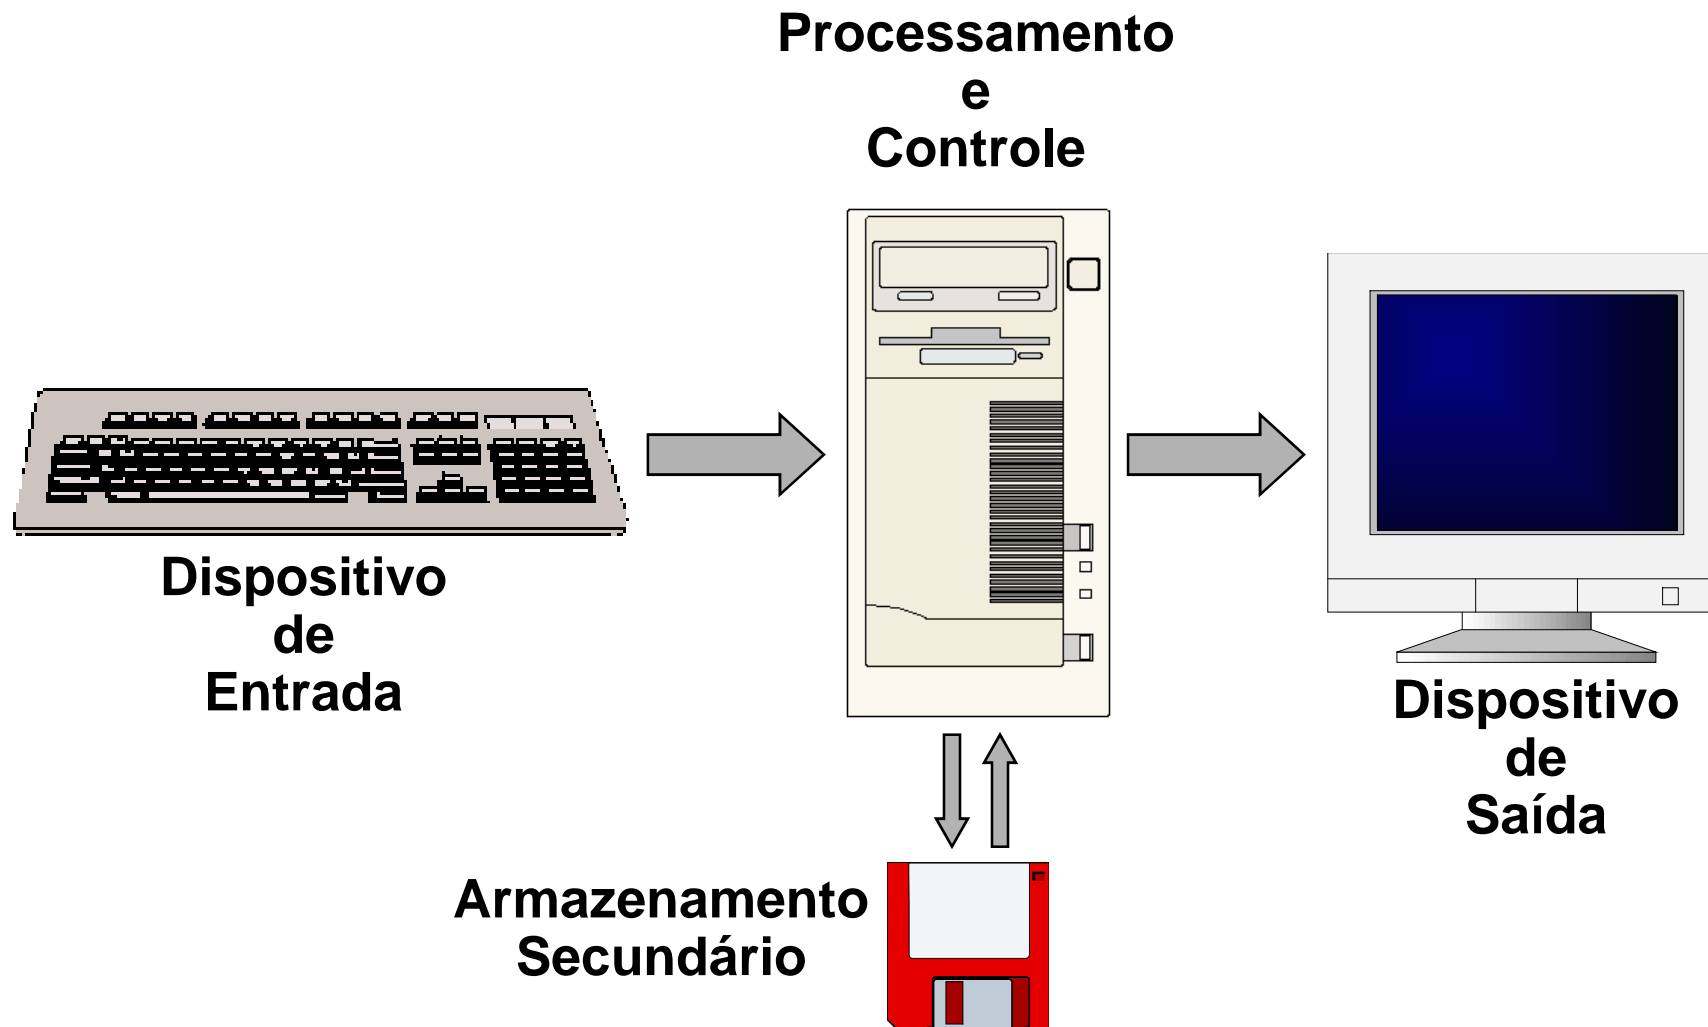 Processamento
e
Controle
Dispositivo
de
Entrada
Dispositivo
de
Saída
Armazenamento
Secundário